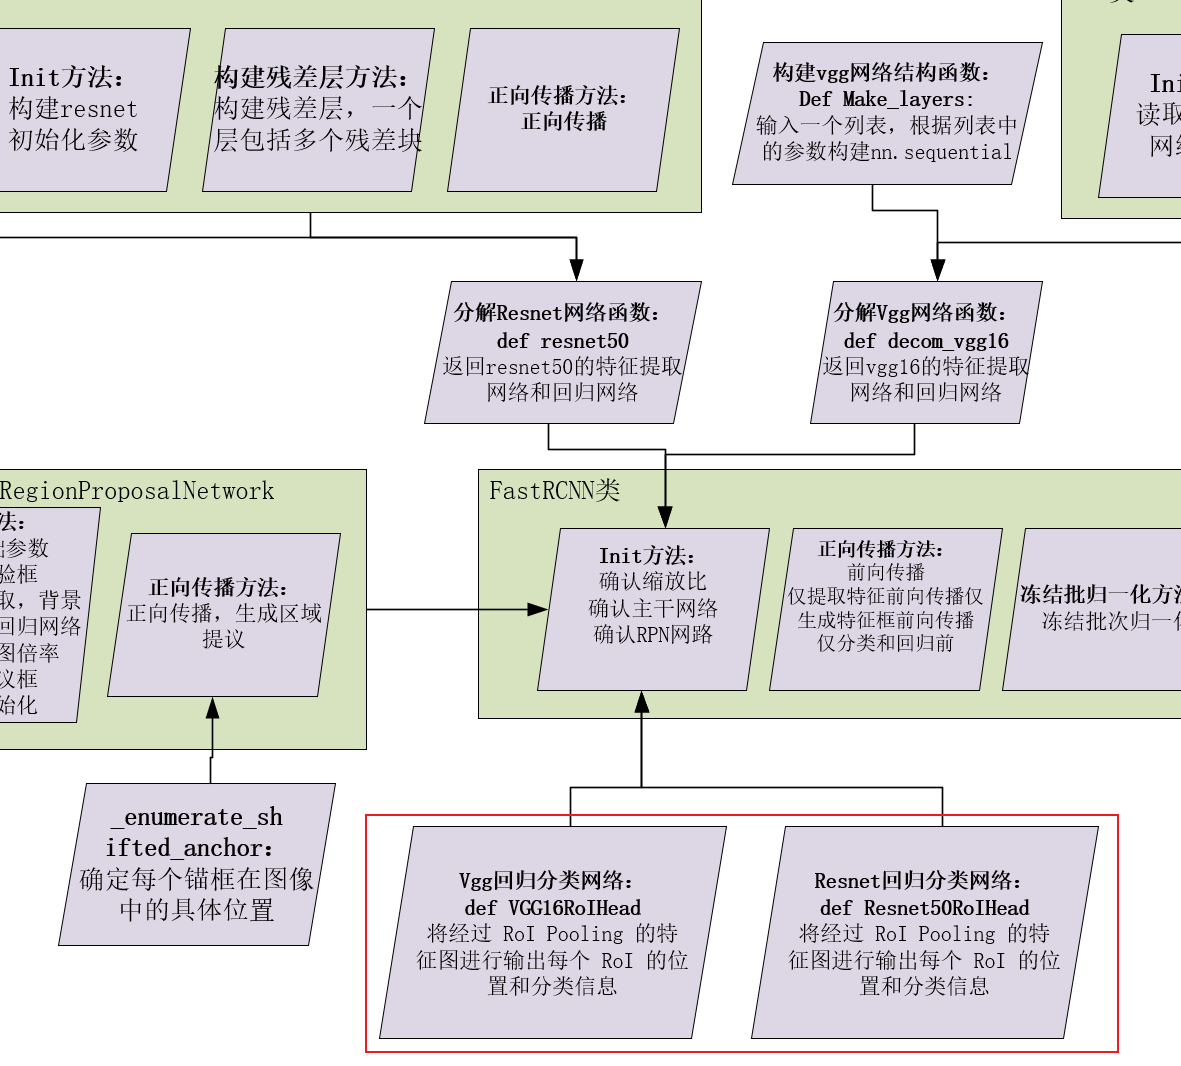 Init方法：
构建resnet
初始化参数
构建残差层方法：
构建残差层，一个
层包括多个残差块
正向传播方法：
正向传播
构建vgg网络结构函数：
Def Make_layers:
输入一个列表，根据列表中
的参数构建nn.sequential
Ini
读取
网络
分解Resnet网络函数：
def resnet50
返回resnet50的特征提取
网络和回归网络
分解Vgg网络函数：
def decom_vgg16
返回vgg16的特征提取
网络和回归网络
RegionProposalNetwork
法：
参数
验框
取，背景
回归网络
图倍率
议框
始化
正向传播方法：
正向传播，生成区域
提议
FastRCNN类
Init方法：
确认缩放比
确认主干网络
确认RPN网路
正向传播方法：
前向传播
仅提取特征前向传播仅
生成特征框前向传播
仅分类和回归前
冻结批归一化方法
冻结批次归一化
_enumerate_sh
ifted_anchor：
确定每个锚框在图像
中的具体位置
Vgg回归分类网络：
def VGG16RoIHead
将经过 RoI Pooling 的特
征图进行输出每个 RoI 的位
置和分类信息
Resnet回归分类网络：
def Resnet50RoIHead
将经过 RoI Pooling 的特
征图进行输出每个 RoI 的位
置和分类信息